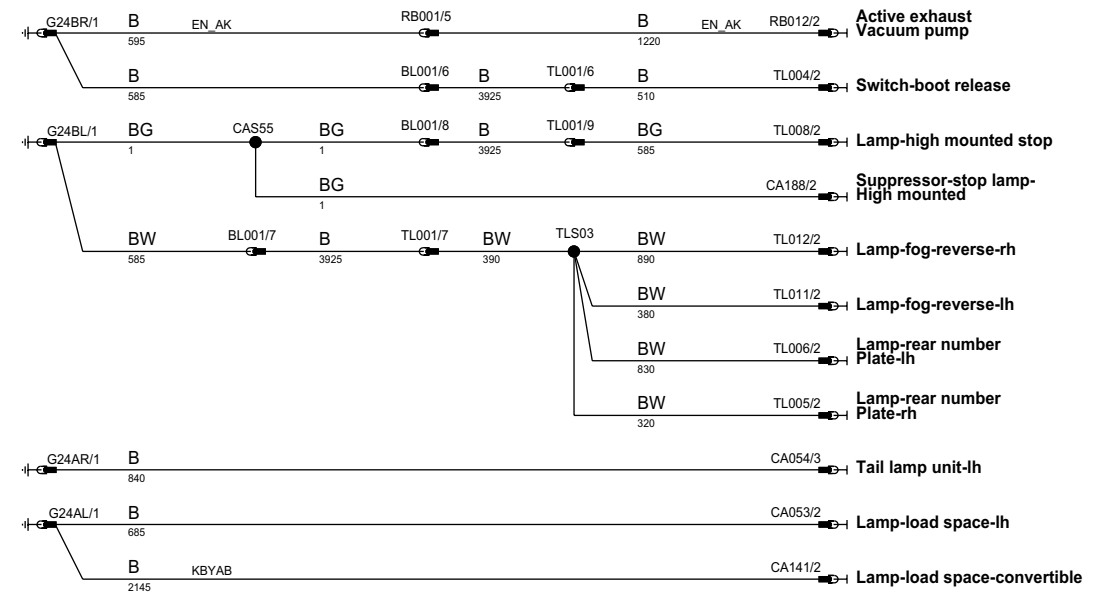 G24BR/1 B EN_AK RB001/5 B EN_AK RB012/2 Active exhaust
Vacuum pump
595 1220
B BL001/6 B TL001/6 B TL004/2 Switch-boot release
585 3925 510
G24BL/1 BG CAS55 BG BL001/8 B TL001/9 BG TL008/2 Lamp-high mounted stop
1 1 3925 585
BG CA188/2 Suppressor-stop lamp-
High mounted
1
BW BL001/7 B TL001/7 BW TLS03 BW TL012/2 Lamp-fog-reverse-rh
585 3925 390 890
BW TL011/2 Lamp-fog-reverse-lh
380
BW TL006/2 Lamp-rear number
Plate-lh
830
BW TL005/2 Lamp-rear number
Plate-rh
320
G24AR/1 B CA054/3 Tail lamp unit-lh
840
G24AL/1 B CA053/2 Lamp-load space-lh
685
B KBYAB CA141/2 Lamp-load space-convertible
2145